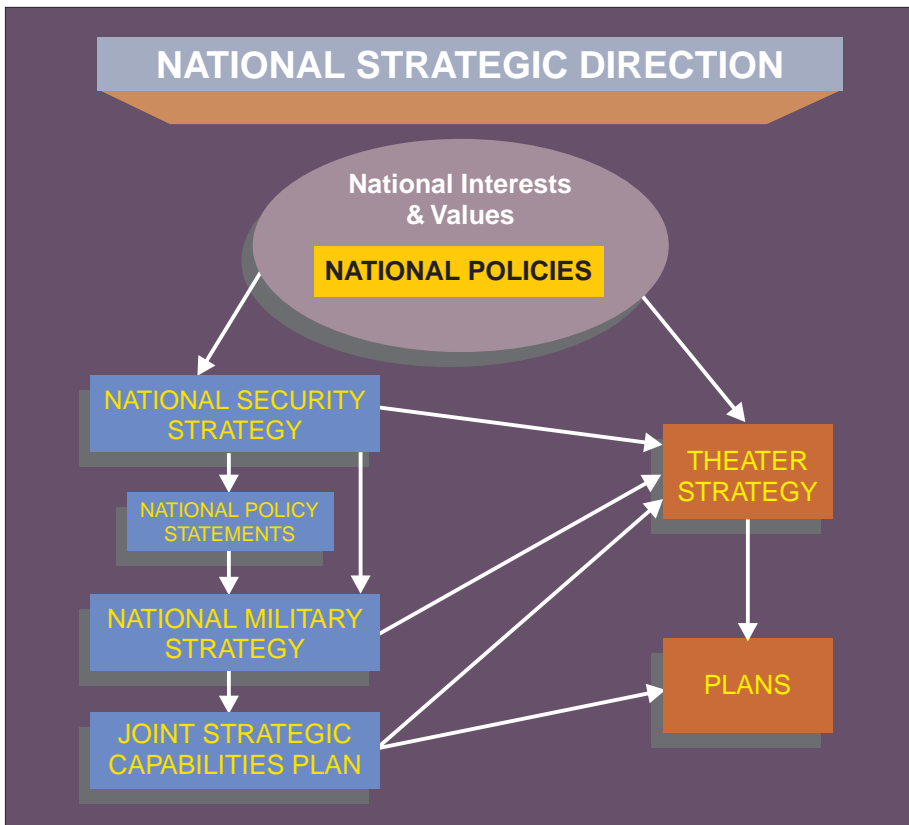 NATIONAL STRATEGIC DIRECTION
National Interests
& Values
NATIONAL POLICIES
NATIONAL SECURITY
STRATEGY
NATIONAL POLICY
STATEMENTS
NATIONAL MILITARY
STRATEGY
JOINT STRATEGIC
CAPABILITIES PLAN
THEATER
STRATEGY
PLANS